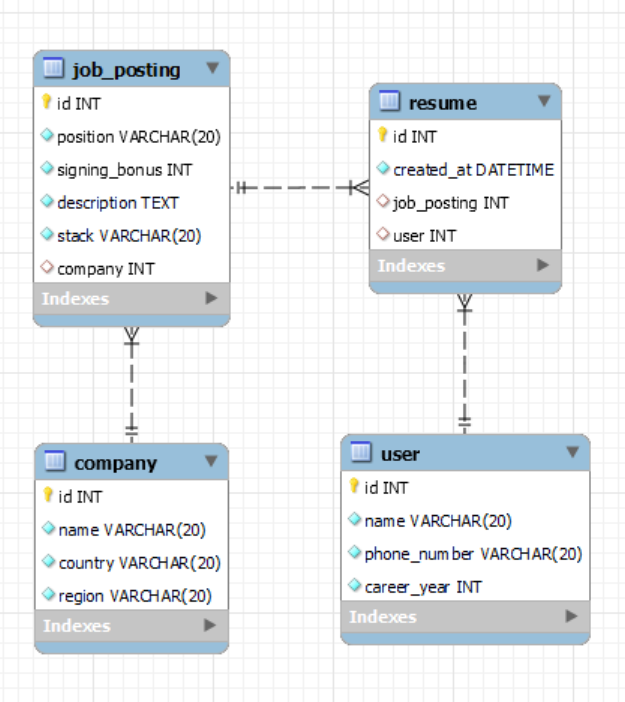 job_posting
id INT
position VARCHAR(20)
signing_bonus INT
description TEXT
stack VARCHAR(20)
company INT
Indexes
resume
id INT
created_at DATETIME
job_posting INT
user INT
Indexes
company
id INT
name VARCHAR(20)
country VARCHAR(20)
region VARCHAR(20)
Indexes
user
id INT
name VARCHAR(20)
phone_number VARCHAR(20)
career_year INT
Indexes